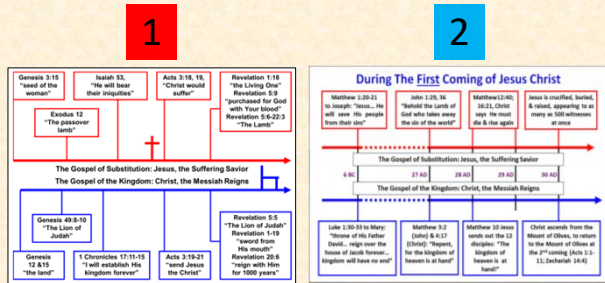 1
2
Genesis 3:15
"seed of the
woman"
Isaiah 53,
"He will bear
their iniquities"
Acts 3:18, 19,
"Christ would
suffer"
Revelation 1:18
"the Living One"
Revelation 5:9
"purchased for God
with Your blood"
Revelation 5:6-22:3
"The Lamb"
Exodus 12
"The passover
lamb"
The Gospel of Substitution: Jesus, the Suffering Savior
The Gospel of the Kingdom: Christ, the Messiah Reigns
Genesis 49:8-10
"The Lion of
Judah"
Genesis
12 &15
"the land"
1 Chronicles 17:11-15
"I will establish His
kingdom forever"
Acts 3:19-21
"send Jesus
the Christ"
Revelation 5:5
"The Lion of Judah"
Revelation 1-19
"sword from
His mouth"
Revelation 20:6
"reign with Him
for 1000 years"
During The First Coming of Jesus Christ
Matthew 1:20-21
to Joseph: "Jesus... He
will save His people
from their sins"
John 1:29, 36
"Behold the Lamb of
God who takes away
the sin of the world"
Matthew12:40;
16:21, Christ
says He must
die & rise again
Jesus is crucified, buried,
& raised, appearing to as
many as 500 witnesses
at once
The Gospel of Substitution: Jesus, the Suffering Savior
6 BC
27 AD
28 AD
29 AD
30 AD
The Gospel of the Kingdom: Christ, the Messiah Reigns
Luke 1:30-33 to Mary:
"throne of His Father
David... reign over the
house of Jacob forever...
kingdom will have no end"
Matthew 3:2
(John) & 4:17
(Christ): "Repent,
for the kingdom of
heaven is at hand"
Matthew 10 Jesus
sends out the 12
disciples: "The
kingdom of
heaven is at
hand!"
Christ ascends from the
Mount of Olives, to return
to the Mount of Olives at
the 2nd coming (Acts 1:1-
11; Zechariah 14:4)